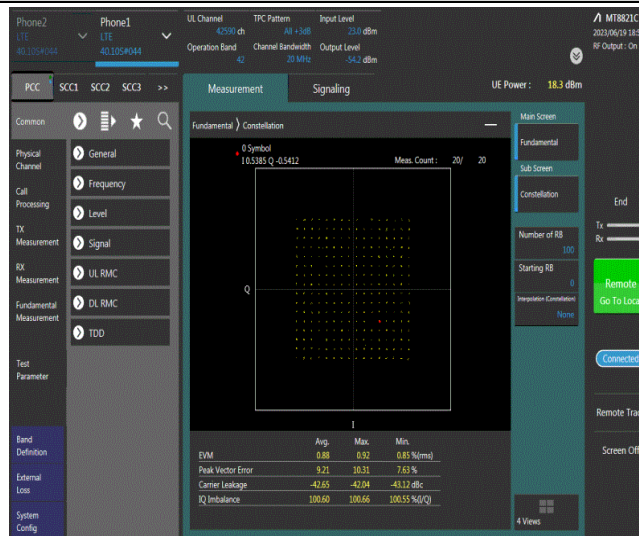 Phone2
LTE
40.10S#044
Phone1
LTE
40.10S#044
UL Channel
42590 ch
TPC Pattern
All +3dB
Input Level
23.0 dBm
Operation Band
42
Channel Bandwidth
20 MHz
Output Level
-54.2 dBm
MT8821C
2023/06/19 18:5
RF Output : On
PCC SCC1 SCC2 SCC3 >>
Measurement
Signaling
UE Power : 18.3 dBm
Common
Physical
Channel
Call
Processing
TX
Measurement
RX
Measurement
Fundamental
Measurement
Test
Parameter
Band
Definition
External
Loss
System
Config
General
Frequency
Level
Signal
UL RMC
DL RMC
TDD
Fundamental 〉 Constellation
0 Symbol
I 0.5385 Q -0.5412
Meas. Count : 20/ 20
Q
I
Avg. Max. Min.
EVM 0.88 0.92 0.85 %(rms)
Peak Vector Error 9.21 10.31 7.63 %
Carrier Leakage -42.65 -42.04 -43.12 dBc
IQ Imbalance 100.60 100.66 100.55 %(I/Q)
Main Screen
Fundamental
Sub Screen
Constellation
Number of RB
100
Starting RB
0
Interpolation (Constellation)
None
4 Views
End
Tx
Rx
Remote
Go To Loca
Connected
Remote Trac
Screen Off